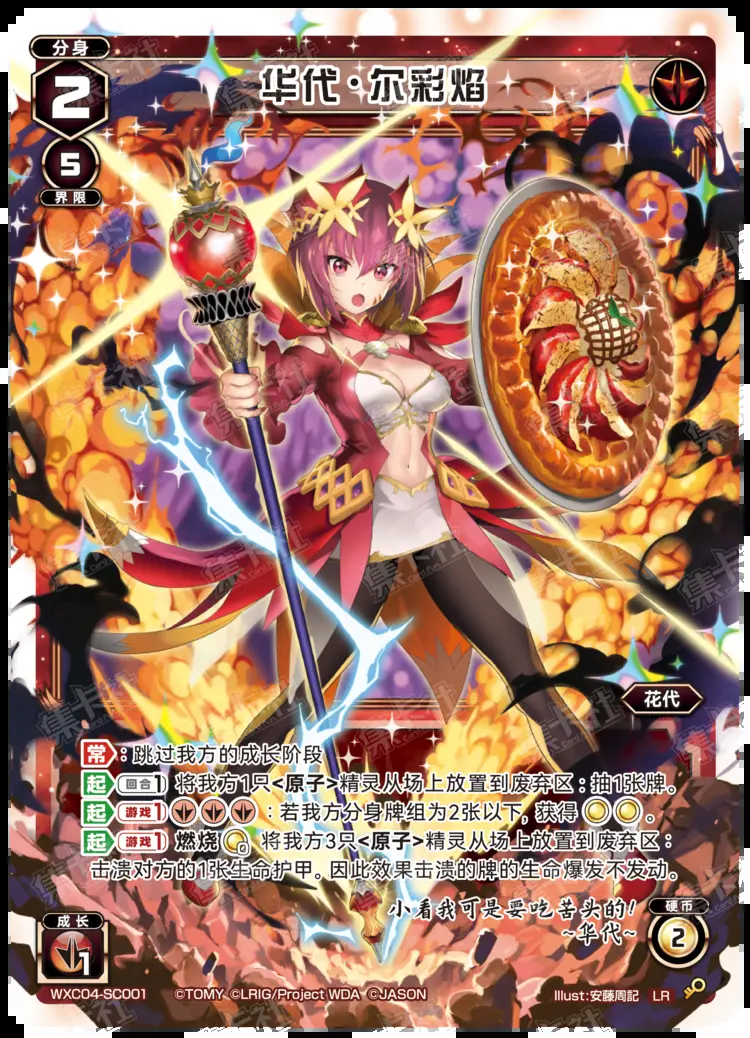 分身
2
华代·尔彩焰
5
界限
花代
常：跳过我方的成长阶段
起 回合1 将我方1只<原子>精灵从场上放置到废弃区：抽1张牌。
起 游戏1 ：若我方分身牌组为2张以下，获得 。
起 游戏1 燃烧 0 将我方3只<原子>精灵从场上放置到废弃区：
击溃对方的1张生命护甲。因此效果击溃的牌的生命爆发不发动。
小看我可是要吃苦头的！
~华代~
成长
1
硬币
2
WXC04-SC001 ©TOMY ©LRIG/Project WDA ©JASON Illust:安藤周記 LR
集卡社